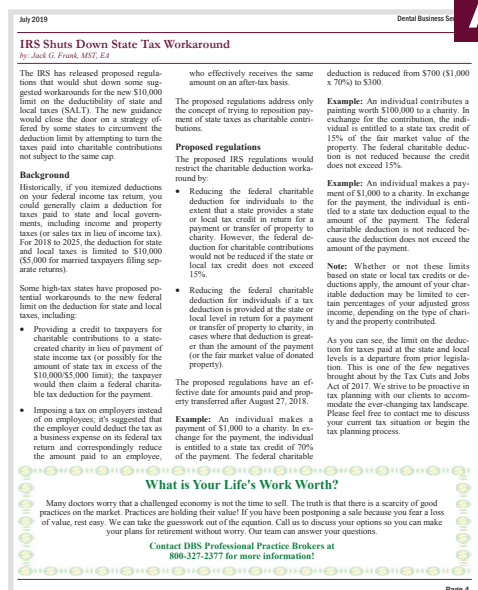 July 2019
Dental Business Ser
IRS Shuts Down State Tax Workaround
by: Jack G. Frank, MST, EA
The IRS has released proposed regula-
tions that would shut down some sug-
gested workarounds for the new $10,000
limit on the deductibility of state and
local taxes (SALT). The new guidance
would close the door on a strategy of-
fered by some states to circumvent the
deduction limit by attempting to turn the
taxes paid into charitable contributions
not subject to the same cap.
Background
Historically, if you itemized deductions
on your federal income tax return, you
could generally claim a deduction for
taxes paid to state and local govern-
ments, including income and property
taxes (or sales tax in lieu of income tax).
For 2018 to 2025, the deduction for state
and local taxes is limited to $10,000
($5,000 for married taxpayers filing sep-
arate returns).
Some high-tax states have proposed po-
tential workarounds to the new federal
limit on the deduction for state and local
taxes, including:
• Providing a credit to taxpayers for
charitable contributions to a state-
created charity in lieu of payment of
state income tax (or possibly for the
amount of state tax in excess of the
$10,000/$5,000 limit); the taxpayer
would then claim a federal charita-
ble tax deduction for the payment.
• Imposing a tax on employers instead
of on employees; it's suggested that
the employer could deduct the tax as
a business expense on its federal tax
return and correspondingly reduce
the amount paid to an employee,
who effectively receives the same
amount on an after-tax basis.
The proposed regulations address only
the concept of trying to reposition pay-
ment of state taxes as charitable contri-
butions.
Proposed regulations
The proposed IRS regulations would
restrict the charitable deduction worka-
round by:
• Reducing the federal charitable
deduction for individuals to the
extent that a state provides a state
or local tax credit in return for a
payment or transfer of property to
charity. However, the federal de-
duction for charitable contributions
would not be reduced if the state or
local tax credit does not exceed
15%.
• Reducing the federal charitable
deduction for individuals if a tax
deduction is provided at the state or
local level in return for a payment
or transfer of property to charity, in
cases where that deduction is great-
er than the amount of the payment
(or the fair market value of donated
property).
The proposed regulations have an ef-
fective date for amounts paid and prop-
erty transferred after August 27, 2018.
Example: An individual makes a
payment of $1,000 to a charity. In ex-
change for the payment, the individual
is entitled to a state tax credit of 70%
of the payment. The federal charitable
deduction is reduced from $700 ($1,000
x 70%) to $300.
Example: An individual contributes a
painting worth $100,000 to a charity. In
exchange for the contribution, the indi-
vidual is entitled to a state tax credit of
15% of the fair market value of the
property. The federal charitable deduc-
tion is not reduced because the credit
does not exceed 15%.
Example: An individual makes a pay-
ment of $1,000 to a charity. In exchange
for the payment, the individual is enti-
tled to a state tax deduction equal to the
amount of the payment. The federal
charitable deduction is not reduced be-
cause the deduction does not exceed the
amount of the payment.
Note: Whether or not these limits
based on state or local tax credits or de-
ductions apply, the amount of your char-
itable deduction may be limited to cer-
tain percentages of your adjusted gross
income, depending on the type of chari-
ty and the property contributed.
As you can see, the limit on the deduc-
tion for taxes paid at the state and local
levels is a departure from prior legisla-
tion. This is one of the few negatives
brought about by the Tax Cuts and Jobs
Act of 2017. We strive to be proactive in
tax planning with our clients to accom-
modate the ever-changing tax landscape.
Please feel free to contact me to discuss
your current tax situation or begin the
tax planning process.
What is Your Life's Work Worth?
Many doctors worry that a challenged economy is not the time to sell. The truth is that there is a scarcity of good
practices on the market. Practices are holding their value! If you have been postponing a sale because you fear a loss
of value, rest easy. We can take the guesswork out of the equation. Call us to discuss your options so you can make
your plans for retirement without worry. Our team can answer your questions.
Contact DBS Professional Practice Brokers at
800-327-2377 for more information!
Page 4